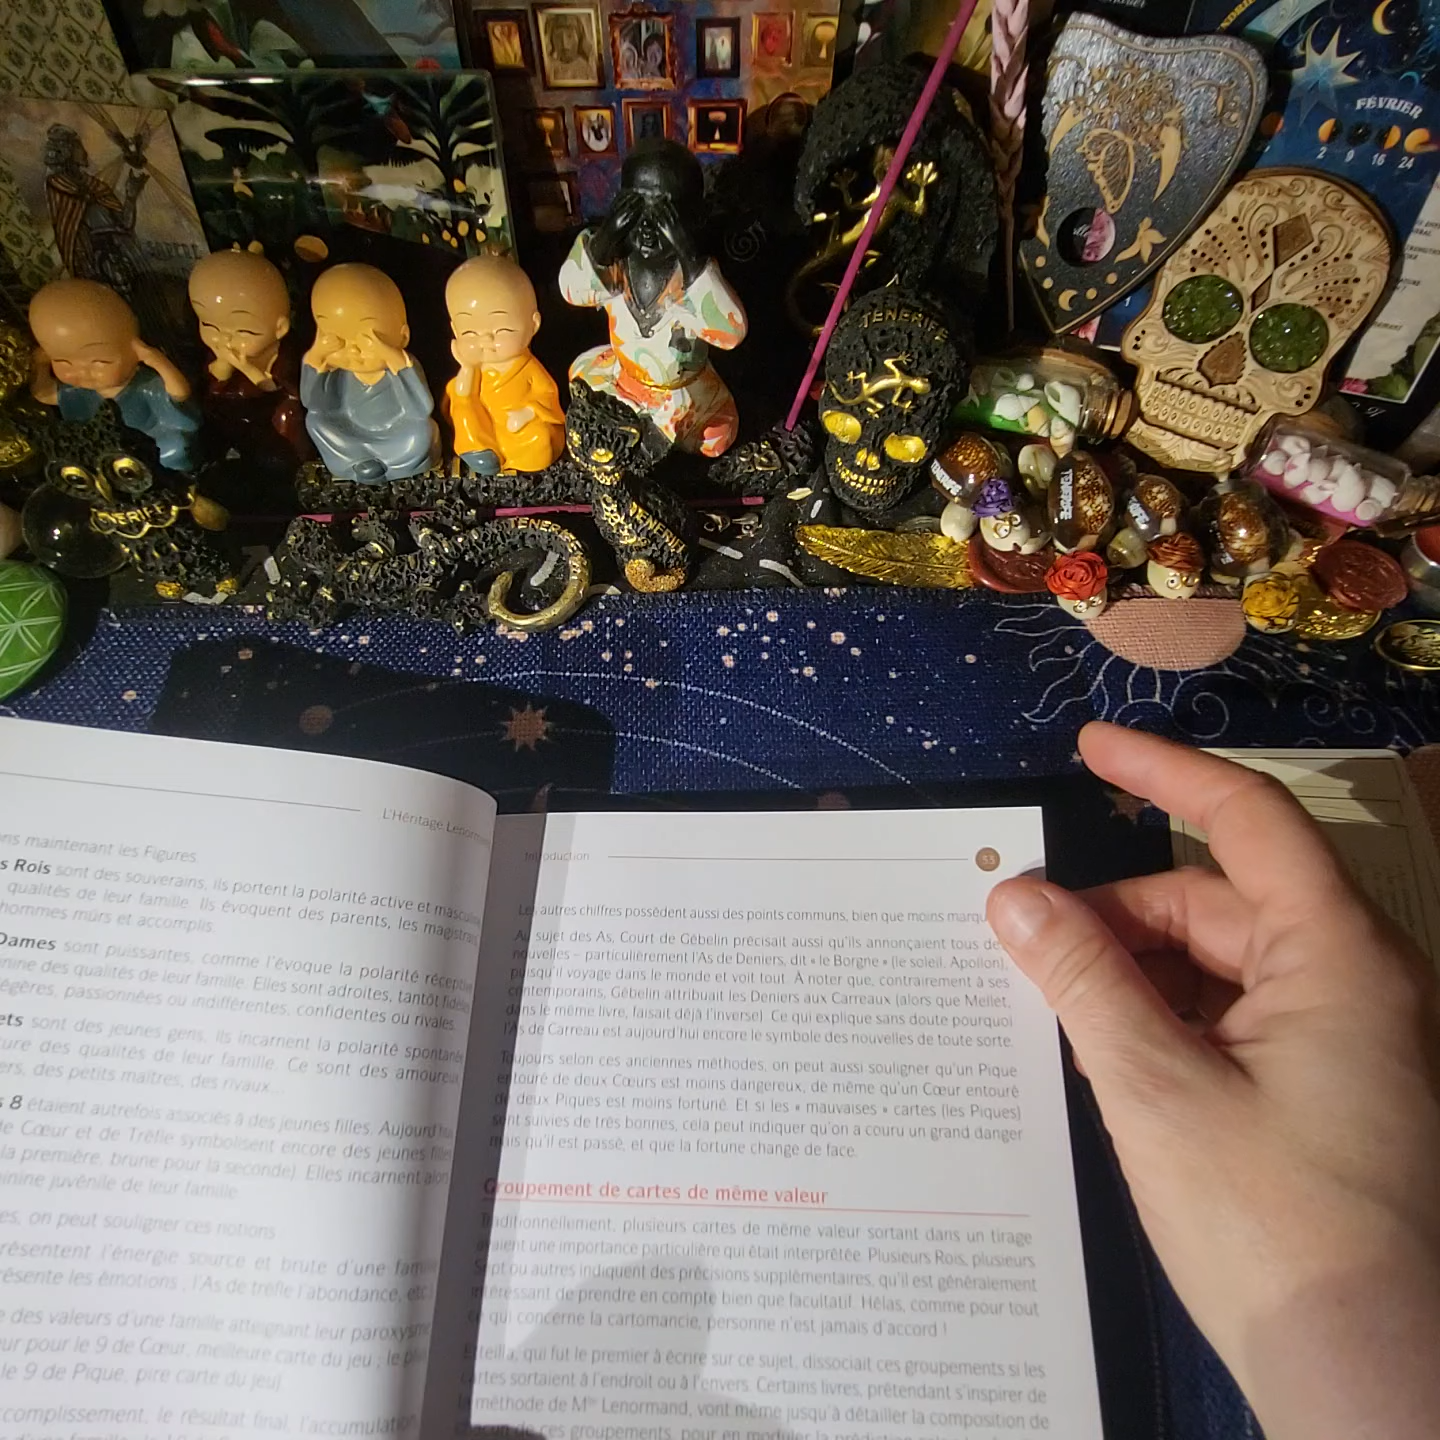 FÉVRIER
2 9 16 24
TENERIFE
TENERIFE
TENERIFE
L'Héritage Lenorm
ons maintenant les Figures.
s Rois sont des souverains, ils portent la polarité active et mascu
qualités de leur famille. Ils évoquent des parents, les magistra
hommes mûrs et accomplis.
Dames sont puissantes, comme l'évoque la polarité récepti
nine des qualités de leur famille. Elles sont adroites, tantôt
égères, passionnées ou indifférentes, confidentes ou rivales.
ets sont des jeunes gens, ils incarnent la polarité spontané
ture des qualités de leur famille. Ce sont des amoureux
ers, des petits maîtres, des rivaux...
s 8 étaient autrefois associés à des jeunes filles. Aujourd'hui
de Cœur et de Trèfle symbolisent encore des jeunes
la première, brune pour la seconde). Elles incarnent
inine juvénile de leur famille
es, on peut souligner ces notions
résentent l'énergie source et brute d'une
ésente les émotions ; l'As de trèfle l'abondance, etc.
e des valeurs d'une famille atteignant leur paroxysme
ur pour le 9 de Cœur, meilleure carte du jeu ; le
le 9 de Pique, pire carte du jeu)
ccomplissement, le résultat final, l'accumulation
Introduction 53
Les autres chiffres possèdent aussi des points communs, bien que moins marqu
Au sujet des As, Court de Gébelin précisait aussi qu'ils annonçaient tous de
nouvelles – particulièrement l'As de Deniers, dit « le Borgne » (le soleil, Apollon),
puisqu'il voyage dans le monde et voit tout. À noter que, contrairement à ses
contemporains, Gébelin attribuait les Deniers aux Carreaux (alors que Mellet,
dans le même livre, faisait déjà l'inverse). Ce qui explique sans doute pourquoi
l'As de Carreau est aujourd'hui encore le symbole des nouvelles de toute sorte.
Toujours selon ces anciennes méthodes, on peut aussi souligner qu'un Pique
entouré de deux Cœurs est moins dangereux, de même qu'un Cœur entouré
de deux Piques est moins fortuné. Et si les « mauvaises » cartes (les Piques)
sont suivies de très bonnes, cela peut indiquer qu'on a couru un grand danger
mais qu'il est passé, et que la fortune change de face.
Groupement de cartes de même valeur
Traditionnellement, plusieurs cartes de même valeur sortant dans un tirage
avaient une importance particulière qui était interprétée. Plusieurs Rois, plusieurs
Sept ou autres indiquent des précisions supplémentaires, qu'il est généralement
intéressant de prendre en compte bien que facultatif. Hélas, comme pour tout
ce qui concerne la cartomancie, personne n'est jamais d'accord !
Etteilla, qui fut le premier à écrire sur ce sujet, dissociait ces groupements si les
cartes sortaient à l'endroit ou à l'envers. Certains livres, prétendant s'inspirer de
la méthode de Mlle Lenormand, vont même jusqu'à détailler la composition de
chacun de ces groupements, pour en moduler la